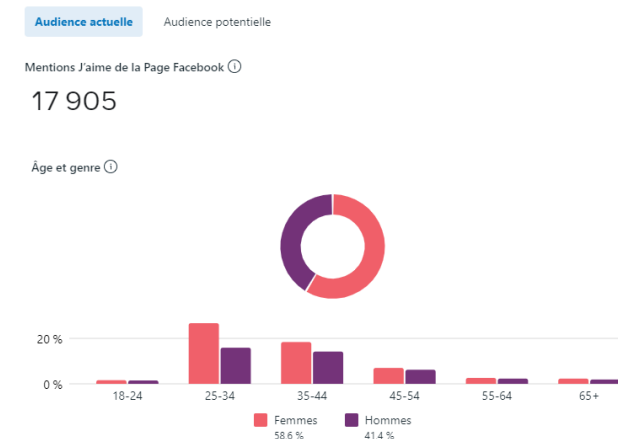 Audience actuelle Audience potentielle
Mentions J'aime de la Page Facebook
17 905
Âge et genre
20 %
0 %
18-24 25-34 35-44 45-54 55-64 65+
Femmes Hommes
58.6 % 41.4 %